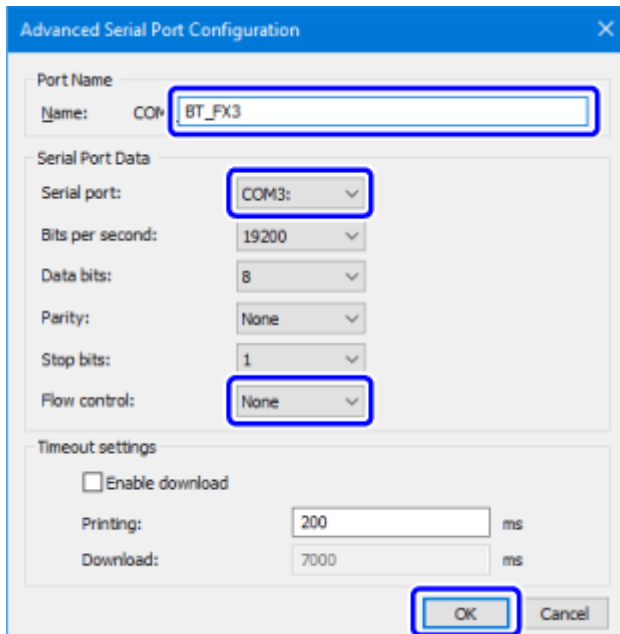 Advanced Serial Port Configuration
Port Name
Name: COM BT_FX3
Serial Port Data
Serial port: COM3:
Bits per second: 19200
Data bits: 8
Parity: None
Stop bits: 1
Flow control: None
Timeout settings
Enable download
Printing: 200 ms
Download: 7000 ms
OK Cancel